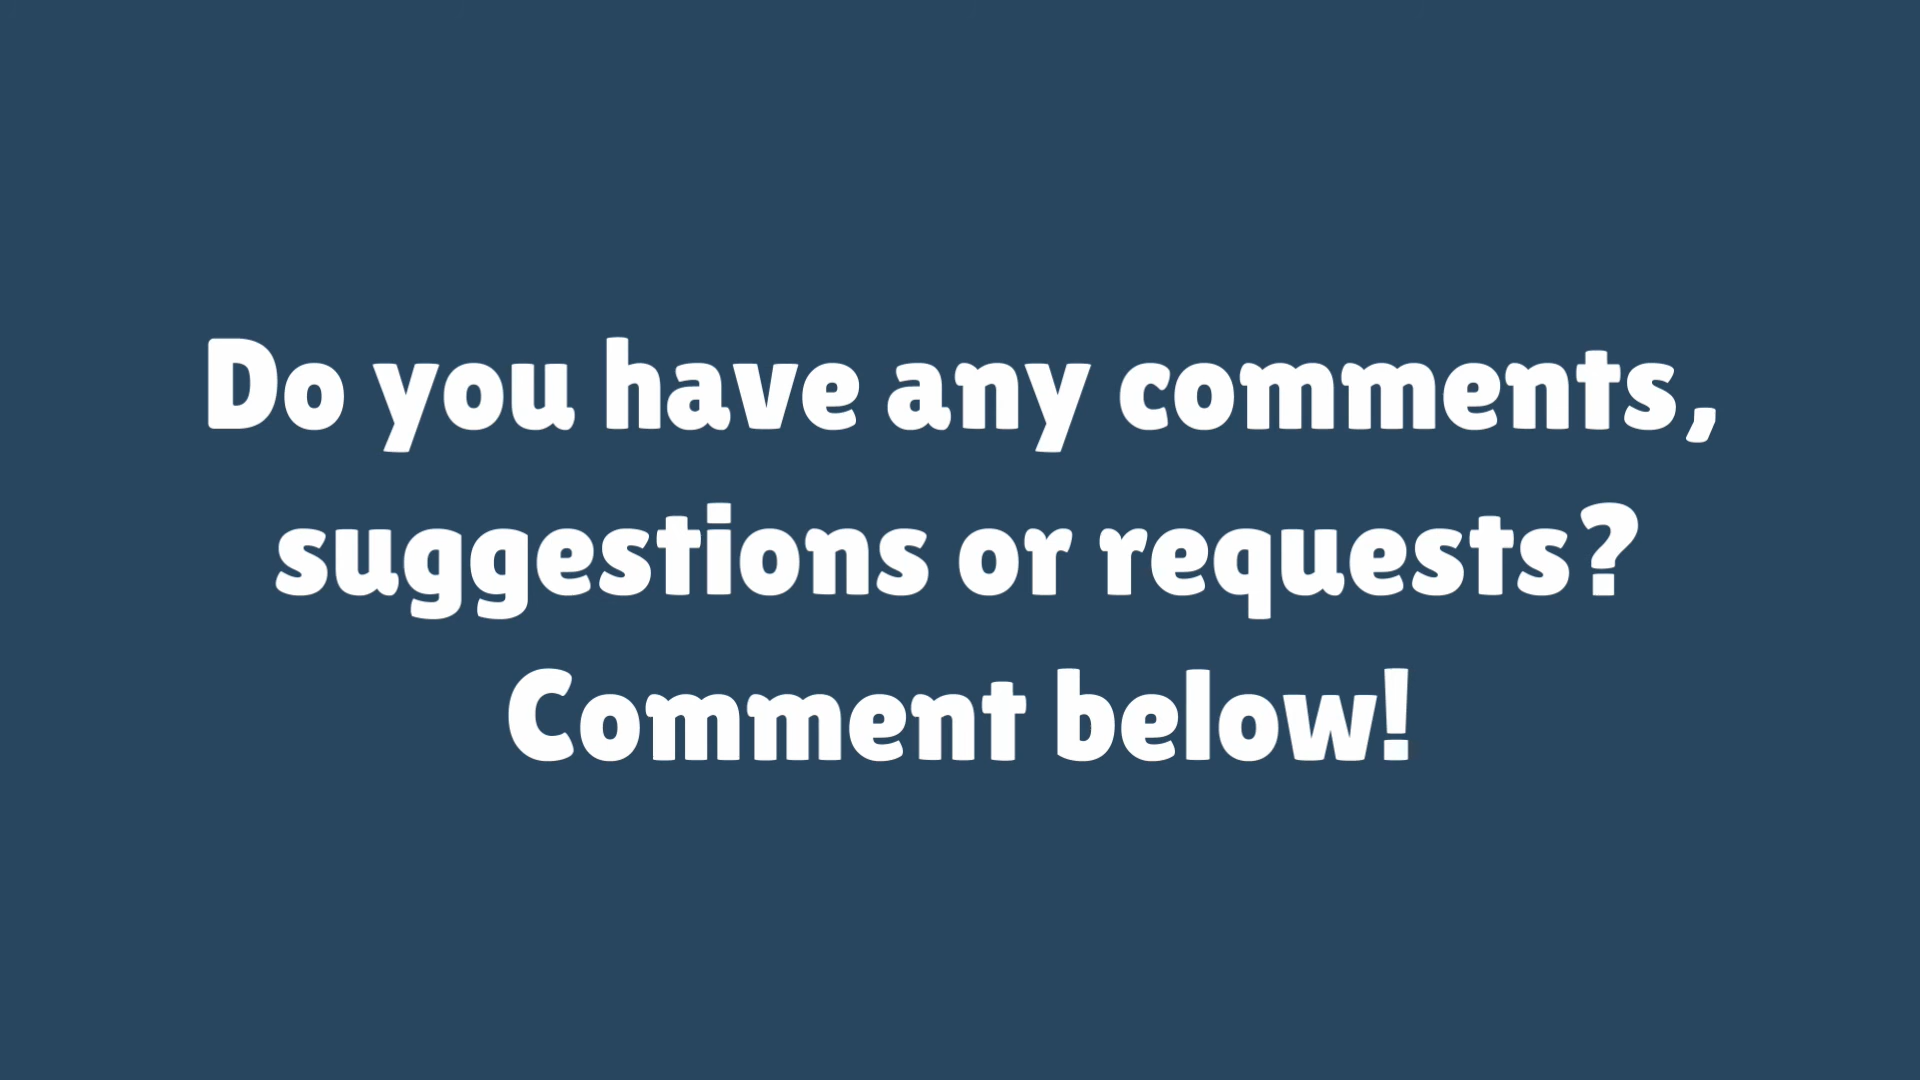 Do you have any comments,
suggestions or requests?
Comment below!